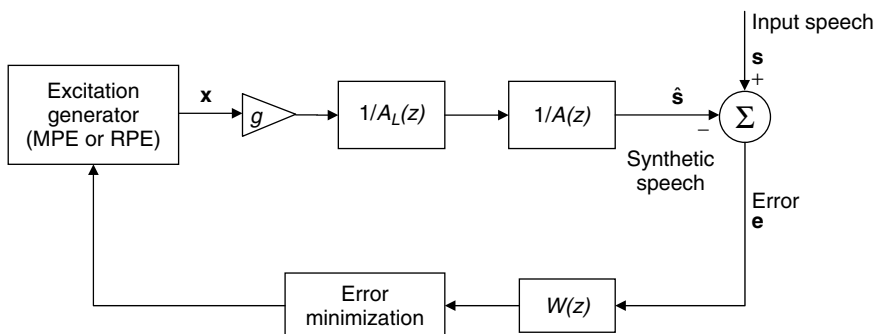 Input speech
s
+
Excitation
generator
(MPE or RPE)
x
g
1/A_L(z)
1/A(z)
ŝ
−
Σ
Synthetic
speech
Error
e
Error
minimization
W(z)